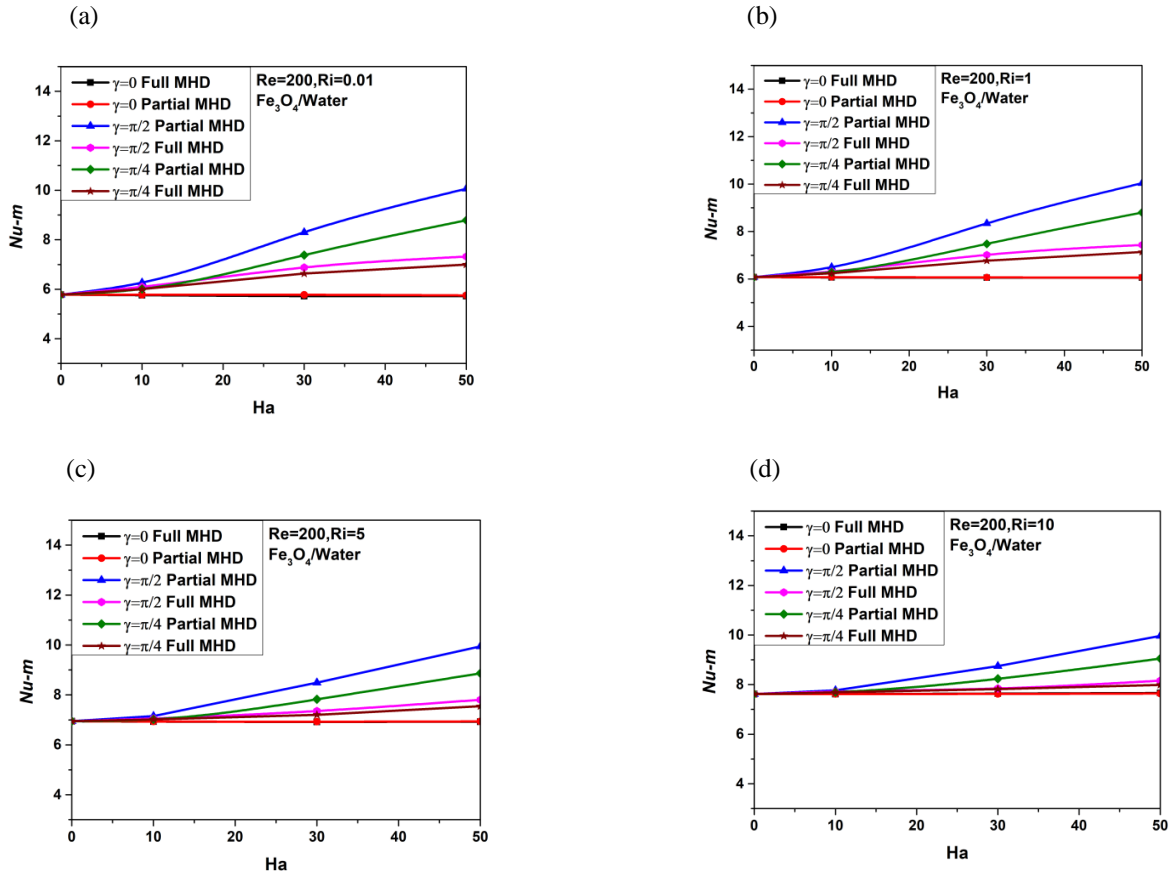 (a)
γ=0 Full MHD
γ=0 Partial MHD
γ=π/2 Partial MHD
γ=π/2 Full MHD
γ=π/4 Partial MHD
γ=π/4 Full MHD
Re=200,Ri=0.01
Fe₃O₄/Water
14
12
10
8
6
4
Nu-m
0 10 20 30 40 50
Ha
(b)
γ=0 Full MHD
γ=0 Partial MHD
γ=π/2 Partial MHD
γ=π/2 Full MHD
γ=π/4 Partial MHD
γ=π/4 Full MHD
Re=200,Ri=1
Fe₃O₄/Water
14
12
10
8
6
4
Nu-m
0 10 20 30 40 50
Ha
(c)
γ=0 Full MHD
γ=0 Partial MHD
γ=π/2 Partial MHD
γ=π/2 Full MHD
γ=π/4 Partial MHD
γ=π/4 Full MHD
Re=200,Ri=5
Fe₃O₄/Water
14
12
10
8
6
4
Nu-m
0 10 20 30 40 50
Ha
(d)
γ=0 Full MHD
γ=0 Partial MHD
γ=π/2 Partial MHD
γ=π/2 Full MHD
γ=π/4 Partial MHD
γ=π/4 Full MHD
Re=200,Ri=10
Fe₃O₄/Water
14
12
10
8
6
4
Nu-m
0 10 20 30 40 50
Ha